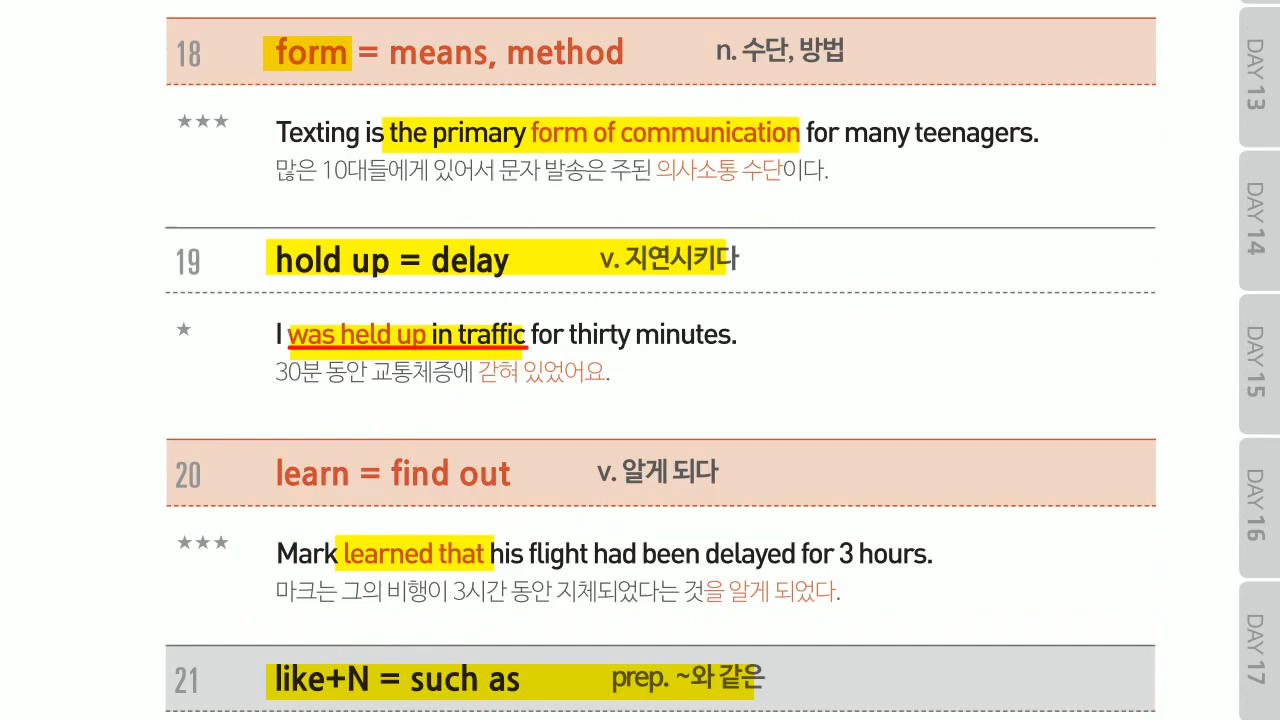 18 form = means, method n. 수단, 방법
★★★ Texting is the primary form of communication for many teenagers.
많은 10대들에게 있어서 문자 발송은 주된 의사소통 수단이다.
19 hold up = delay v. 지연시키다
★ I was held up in traffic for thirty minutes.
30분 동안 교통체증에 갇혀 있었어요.
20 learn = find out v. 알게 되다
★★★ Mark learned that his flight had been delayed for 3 hours.
마크는 그의 비행이 3시간 동안 지체되었다는 것을 알게 되었다.
21 like+N = such as prep. ~와 같은
DAY 13
DAY 14
DAY 15
DAY 16
DAY 17